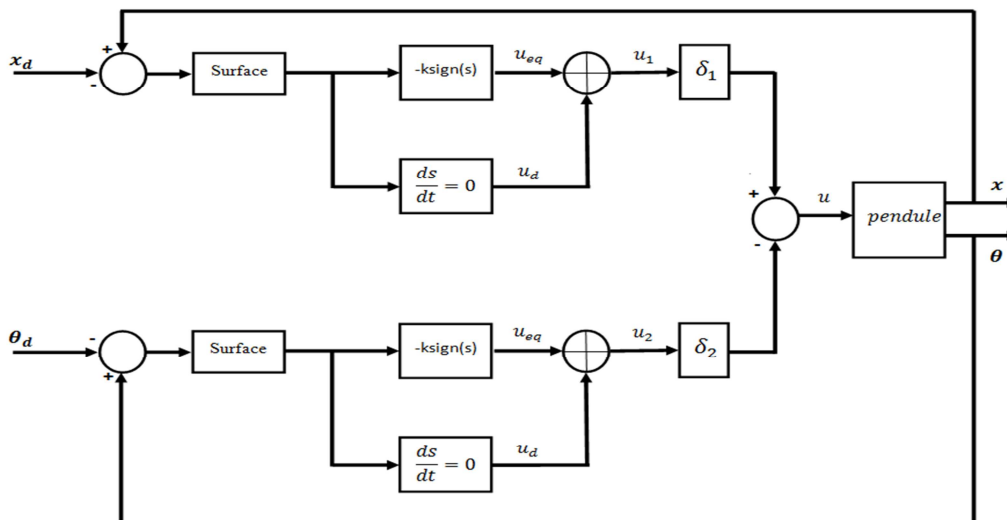 +
x_d
-
Surface
-ksign(s)
u_eq
u_1
δ_1
ds/dt = 0
u_d
+
-
u
pendule
x
θ
θ_d
-
+
Surface
-ksign(s)
u_eq
u_2
δ_2
ds/dt = 0
u_d